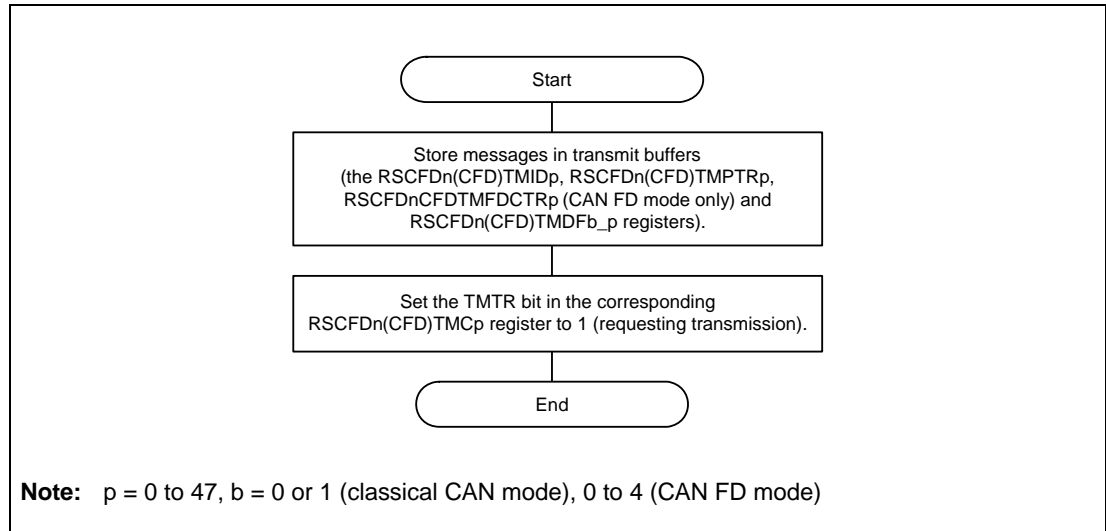 Start
Store messages in transmit buffers
(the RSCFDn(CFD)TMIDp, RSCFDn(CFD)TMPTRp,
RSCFDnCFDTMFDCTRp (CAN FD mode only) and
RSCFDn(CFD)TMDFb_p registers).
Set the TMTR bit in the corresponding
RSCFDn(CFD)TMCp register to 1 (requesting transmission).
End
Note: p = 0 to 47, b = 0 or 1 (classical CAN mode), 0 to 4 (CAN FD mode)